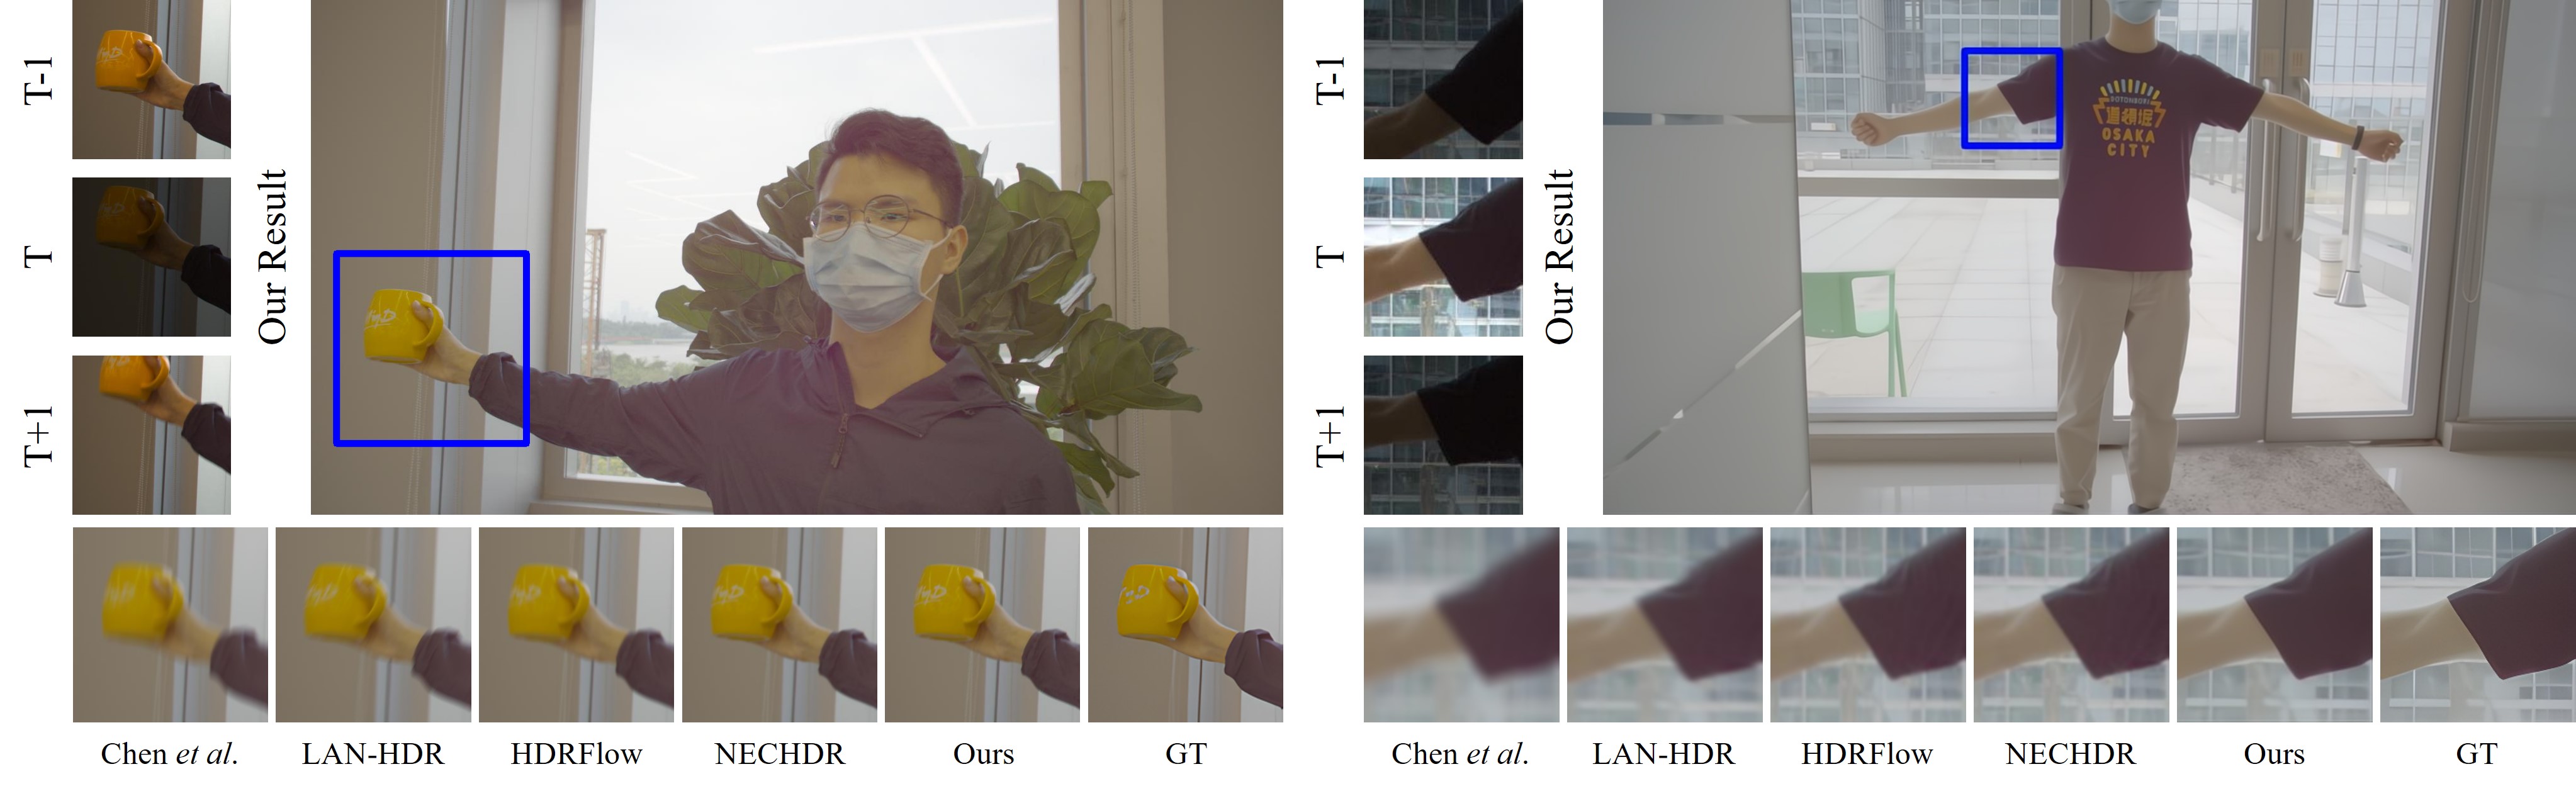 T-1
T
T+1
Our Result
T-1
T
T+1
Our Result
道頓堀
OSAKA
CITY
Chen et al.
LAN-HDR
HDRFlow
NECHDR
Ours
GT
Chen et al.
LAN-HDR
HDRFlow
NECHDR
Ours
GT